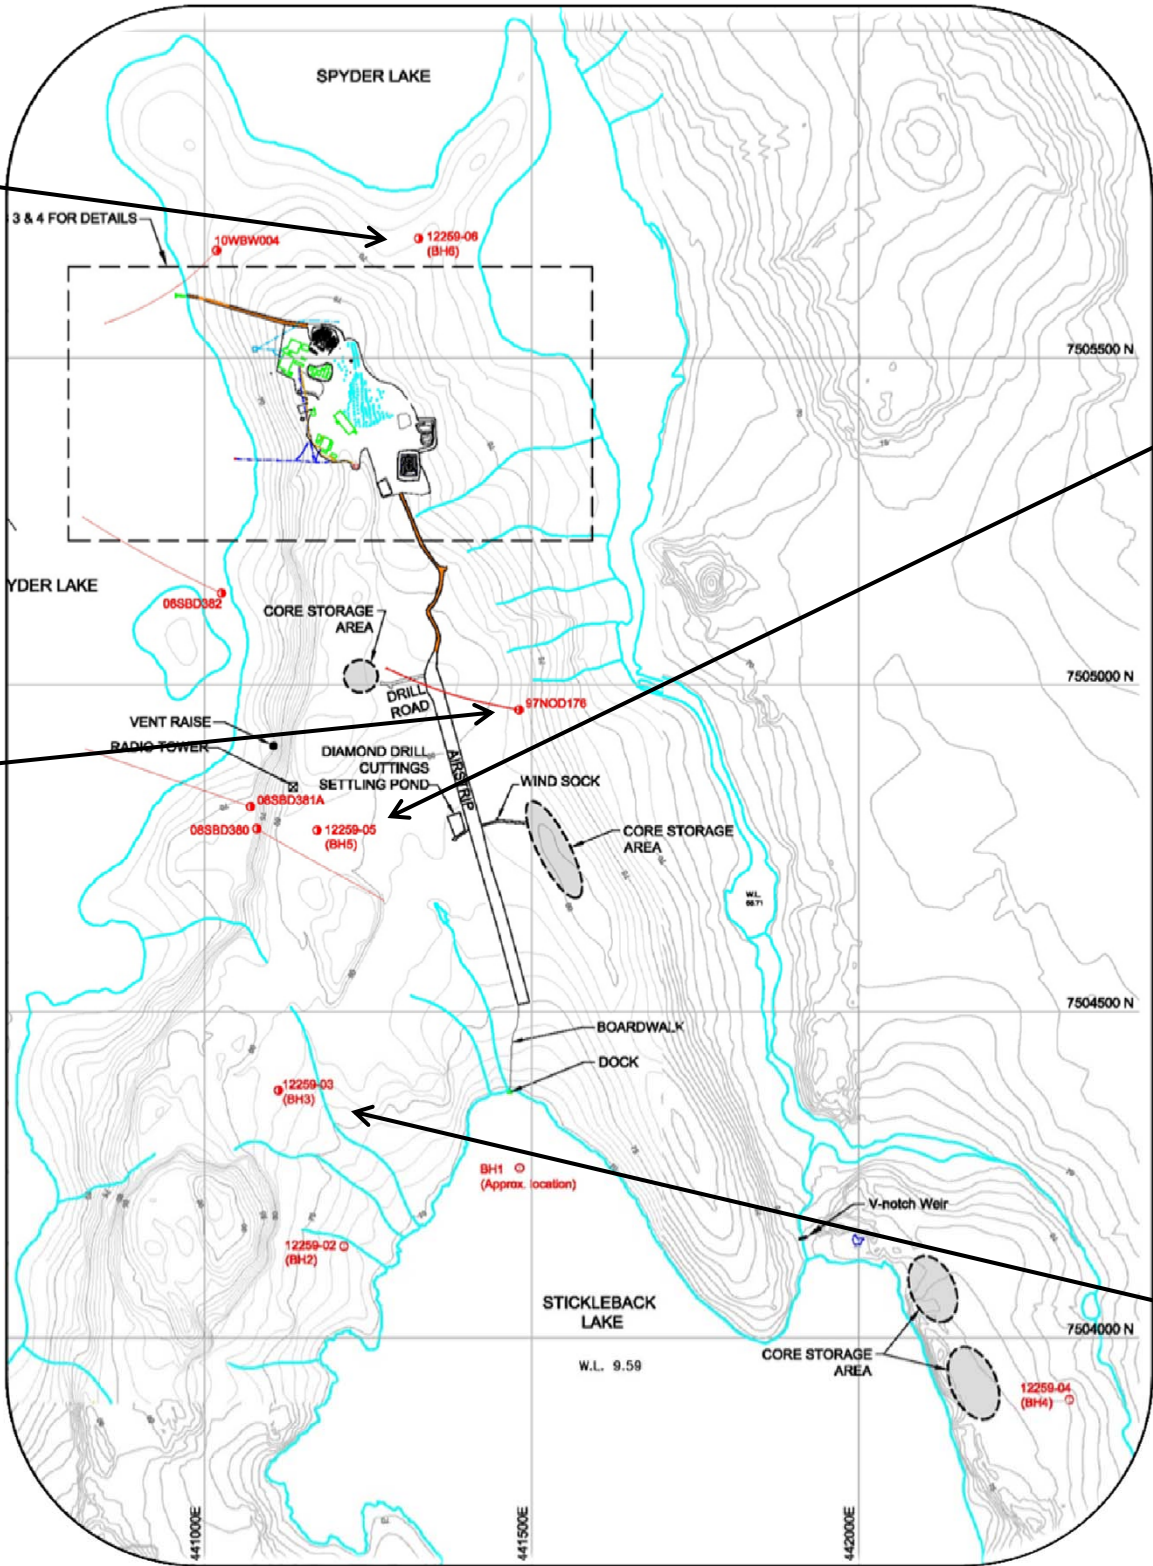 SPYDER LAKE
3 & 4 FOR DETAILS
10WBW004
12259-06
(BH6)
7505500 N
YDER LAKE
06SBD382
CORE STORAGE
AREA
7505000 N
DRILL
ROAD
97NOD176
VENT RAISE
RADIO TOWER
DIAMOND DRILL
CUTTINGS
SETTLING POND
AIRSTRIP
WIND SOCK
08SBD381A
08SBD380
12259-05
(BH5)
CORE STORAGE
AREA
W.L.
7504500 N
BOARDWALK
DOCK
12259-03
(BH3)
BH1
(Approx. location)
V-notch Weir
12259-02
(BH2)
STICKLEBACK
LAKE
7504000 N
W.L. 9.59
CORE STORAGE
AREA
12259-04
(BH4)
441000E
441500E
442000E